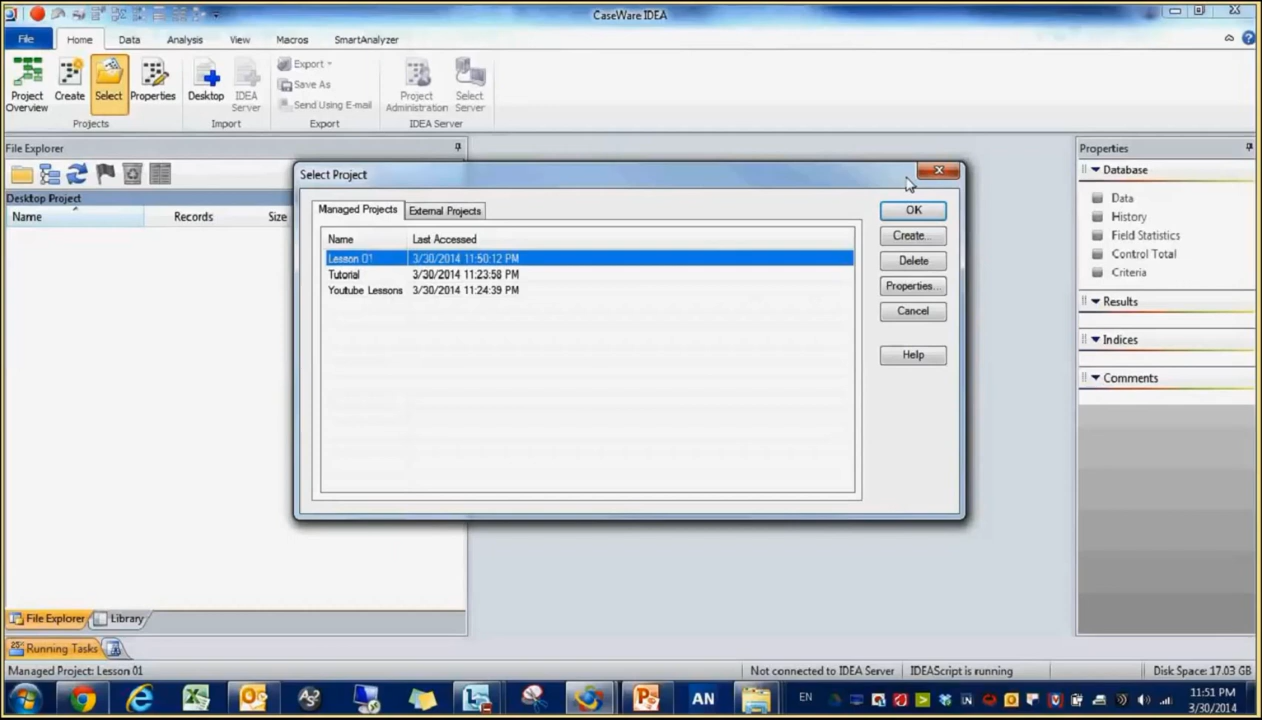 CaseWare IDEA
File Home Data Analysis View Macros SmartAnalyzer
Project Overview
Create
Select
Properties
Projects
Desktop
IDEA Server
Import
Export
Save As
Send Using E-mail
Export
Project Administration
Select Server
IDEA Server
File Explorer
Desktop Project
Name Records Size
Select Project
Managed Projects External Projects
Name Last Accessed
Lesson 01 3/30/2014 11:50:12 PM
Tutorial 3/30/2014 11:23:58 PM
Youtube Lessons 3/30/2014 11:24:39 PM
OK
Create...
Delete
Properties...
Cancel
Help
Properties
Database
Data
History
Field Statistics
Control Total
Criteria
Results
Indices
Comments
File Explorer Library
Running Tasks
Managed Project: Lesson 01 Not connected to IDEA Server IDEAScript is running Disk Space: 17.03 GB
AN EN 11:51 PM
3/30/2014